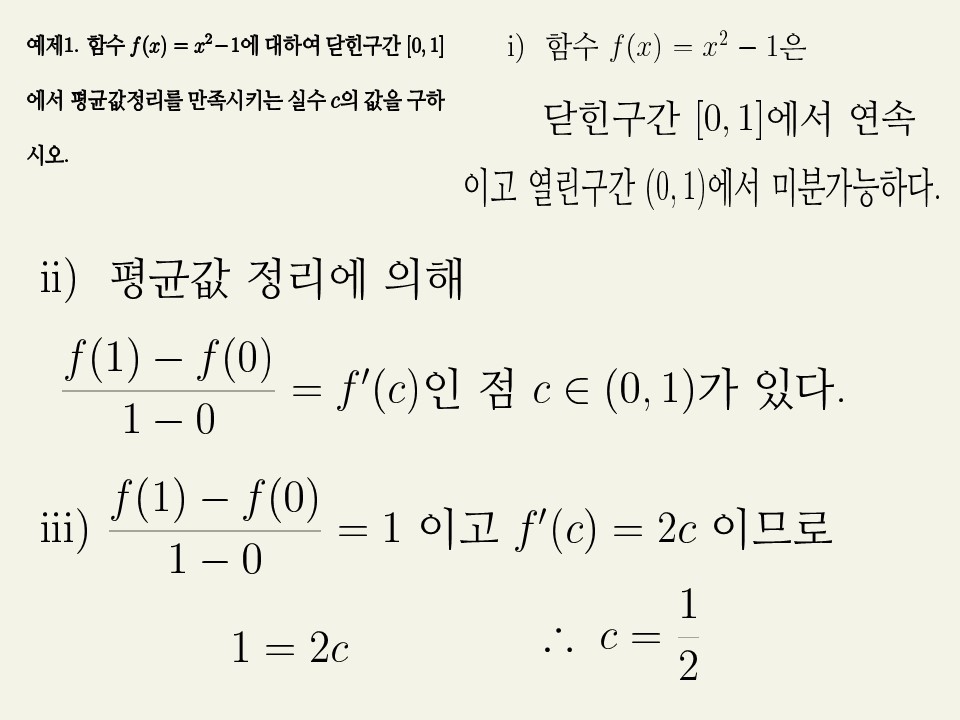 예제1. 함수 f(x) = x²−1에 대하여 닫힌구간 [0, 1]
에서 평균값정리를 만족시키는 실수 c의 값을 구하
시오.
i) 함수 f(x) = x² − 1은
닫힌구간 [0, 1]에서 연속
이고 열린구간 (0, 1)에서 미분가능하다.
ii) 평균값 정리에 의해
\frac{f(1) − f(0)}{1 − 0} = f′(c)인 점 c ∈ (0, 1)가 있다.
iii) \frac{f(1) − f(0)}{1 − 0} = 1 이고 f′(c) = 2c 이므로
1 = 2c ∴ c = \frac{1}{2}